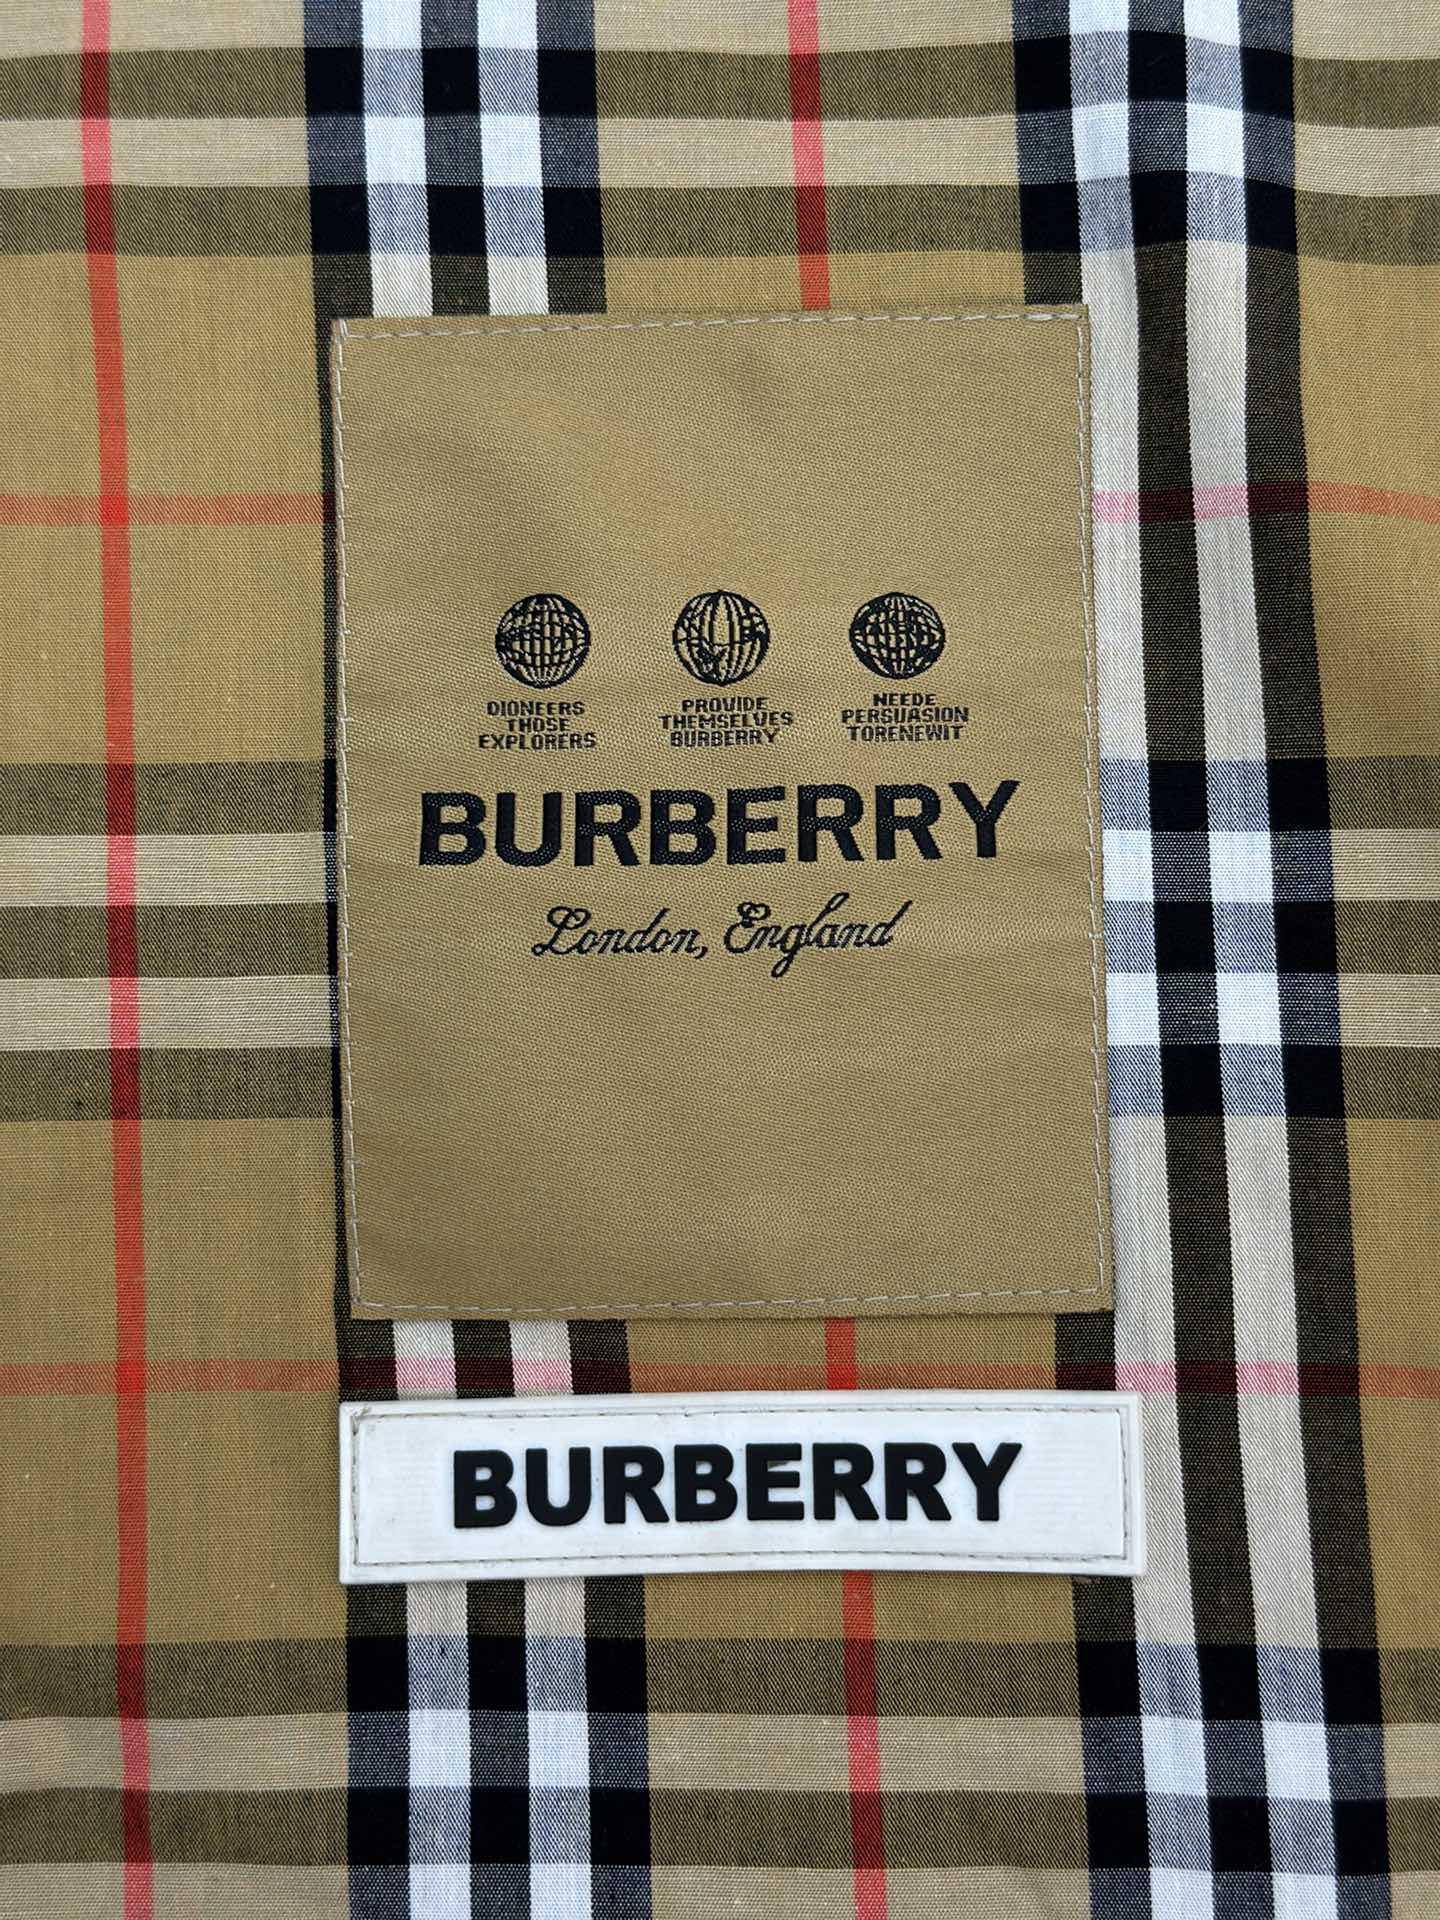 DIONEERS
THOSE
EXPLORERS
PROVIDE
THEMSELVES
BURBERRY
NEEDE
PERSUASION
TORENEWIT
BURBERRY
London, England
BURBERRY